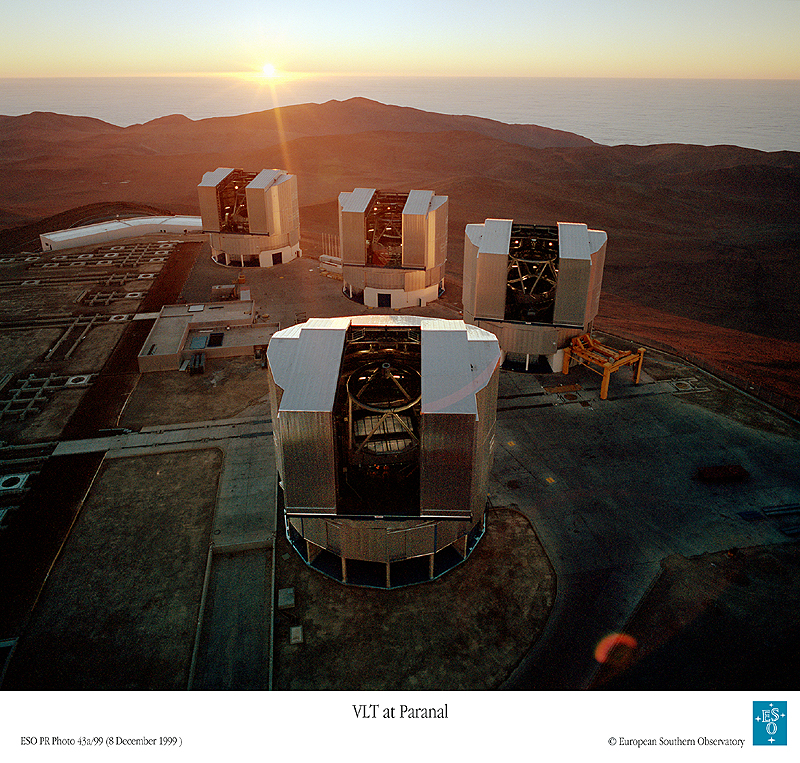 VLT at Paranal
ESO PR Photo 43a/99 (8 December 1999 )
© European Southern Observatory
ESO